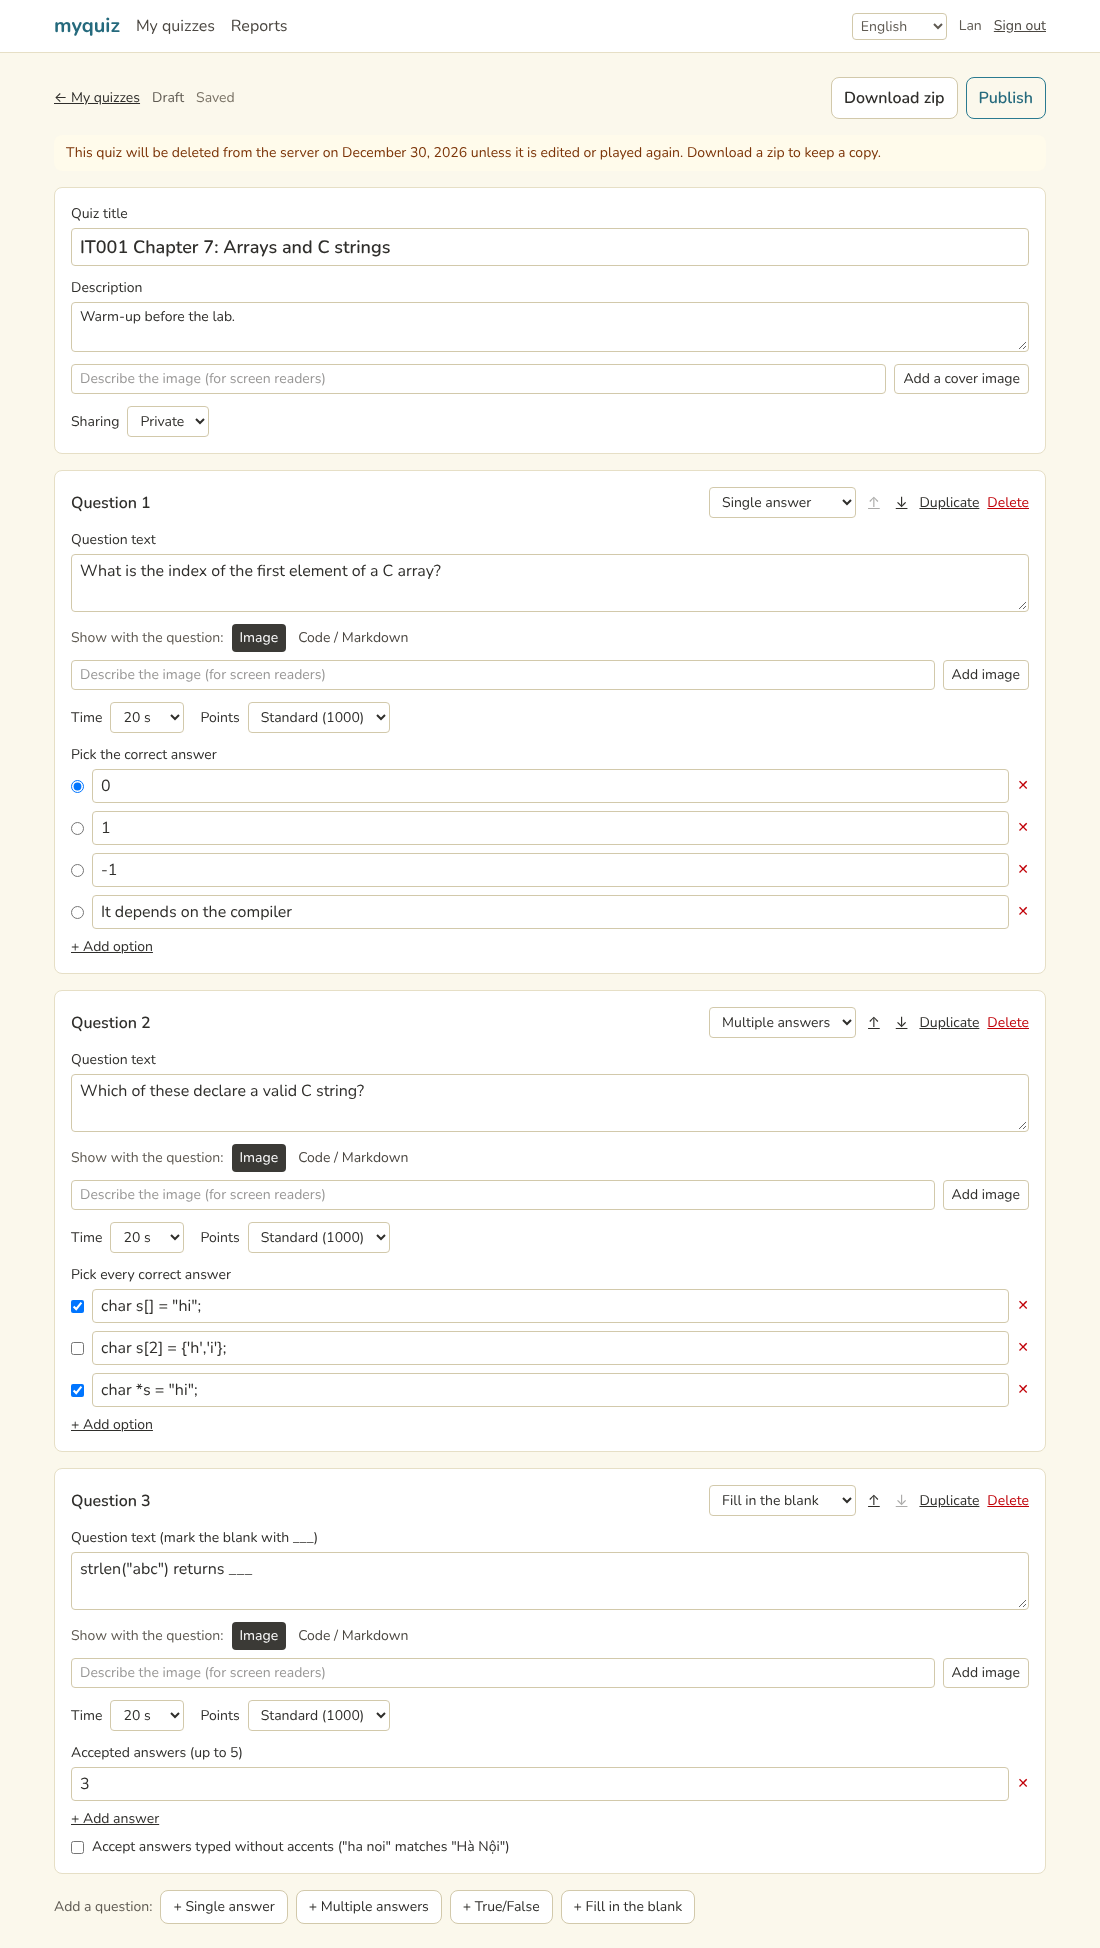 myquiz My quizzes Reports English Lan Sign out
← My quizzes Draft Saved Download zip Publish
This quiz will be deleted from the server on December 30, 2026 unless it is edited or played again. Download a zip to keep a copy.
Quiz title
IT001 Chapter 7: Arrays and C strings
Description
Warm-up before the lab.
Describe the image (for screen readers) Add a cover image
Sharing Private
Question 1 Single answer ↑ ↓ Duplicate Delete
Question text
What is the index of the first element of a C array?
Show with the question: Image Code / Markdown
Describe the image (for screen readers) Add image
Time 20 s Points Standard (1000)
Pick the correct answer
0 ×
1 ×
-1 ×
It depends on the compiler ×
+ Add option
Question 2 Multiple answers ↑ ↓ Duplicate Delete
Question text
Which of these declare a valid C string?
Show with the question: Image Code / Markdown
Describe the image (for screen readers) Add image
Time 20 s Points Standard (1000)
Pick every correct answer
char s[] = "hi"; ×
char s[2] = {'h','i'}; ×
char *s = "hi"; ×
+ Add option
Question 3 Fill in the blank ↑ ↓ Duplicate Delete
Question text (mark the blank with ___)
strlen("abc") returns ___
Show with the question: Image Code / Markdown
Describe the image (for screen readers) Add image
Time 20 s Points Standard (1000)
Accepted answers (up to 5)
3 ×
+ Add answer
Accept answers typed without accents ("ha noi" matches "Hà Nội")
Add a question: + Single answer + Multiple answers + True/False + Fill in the blank